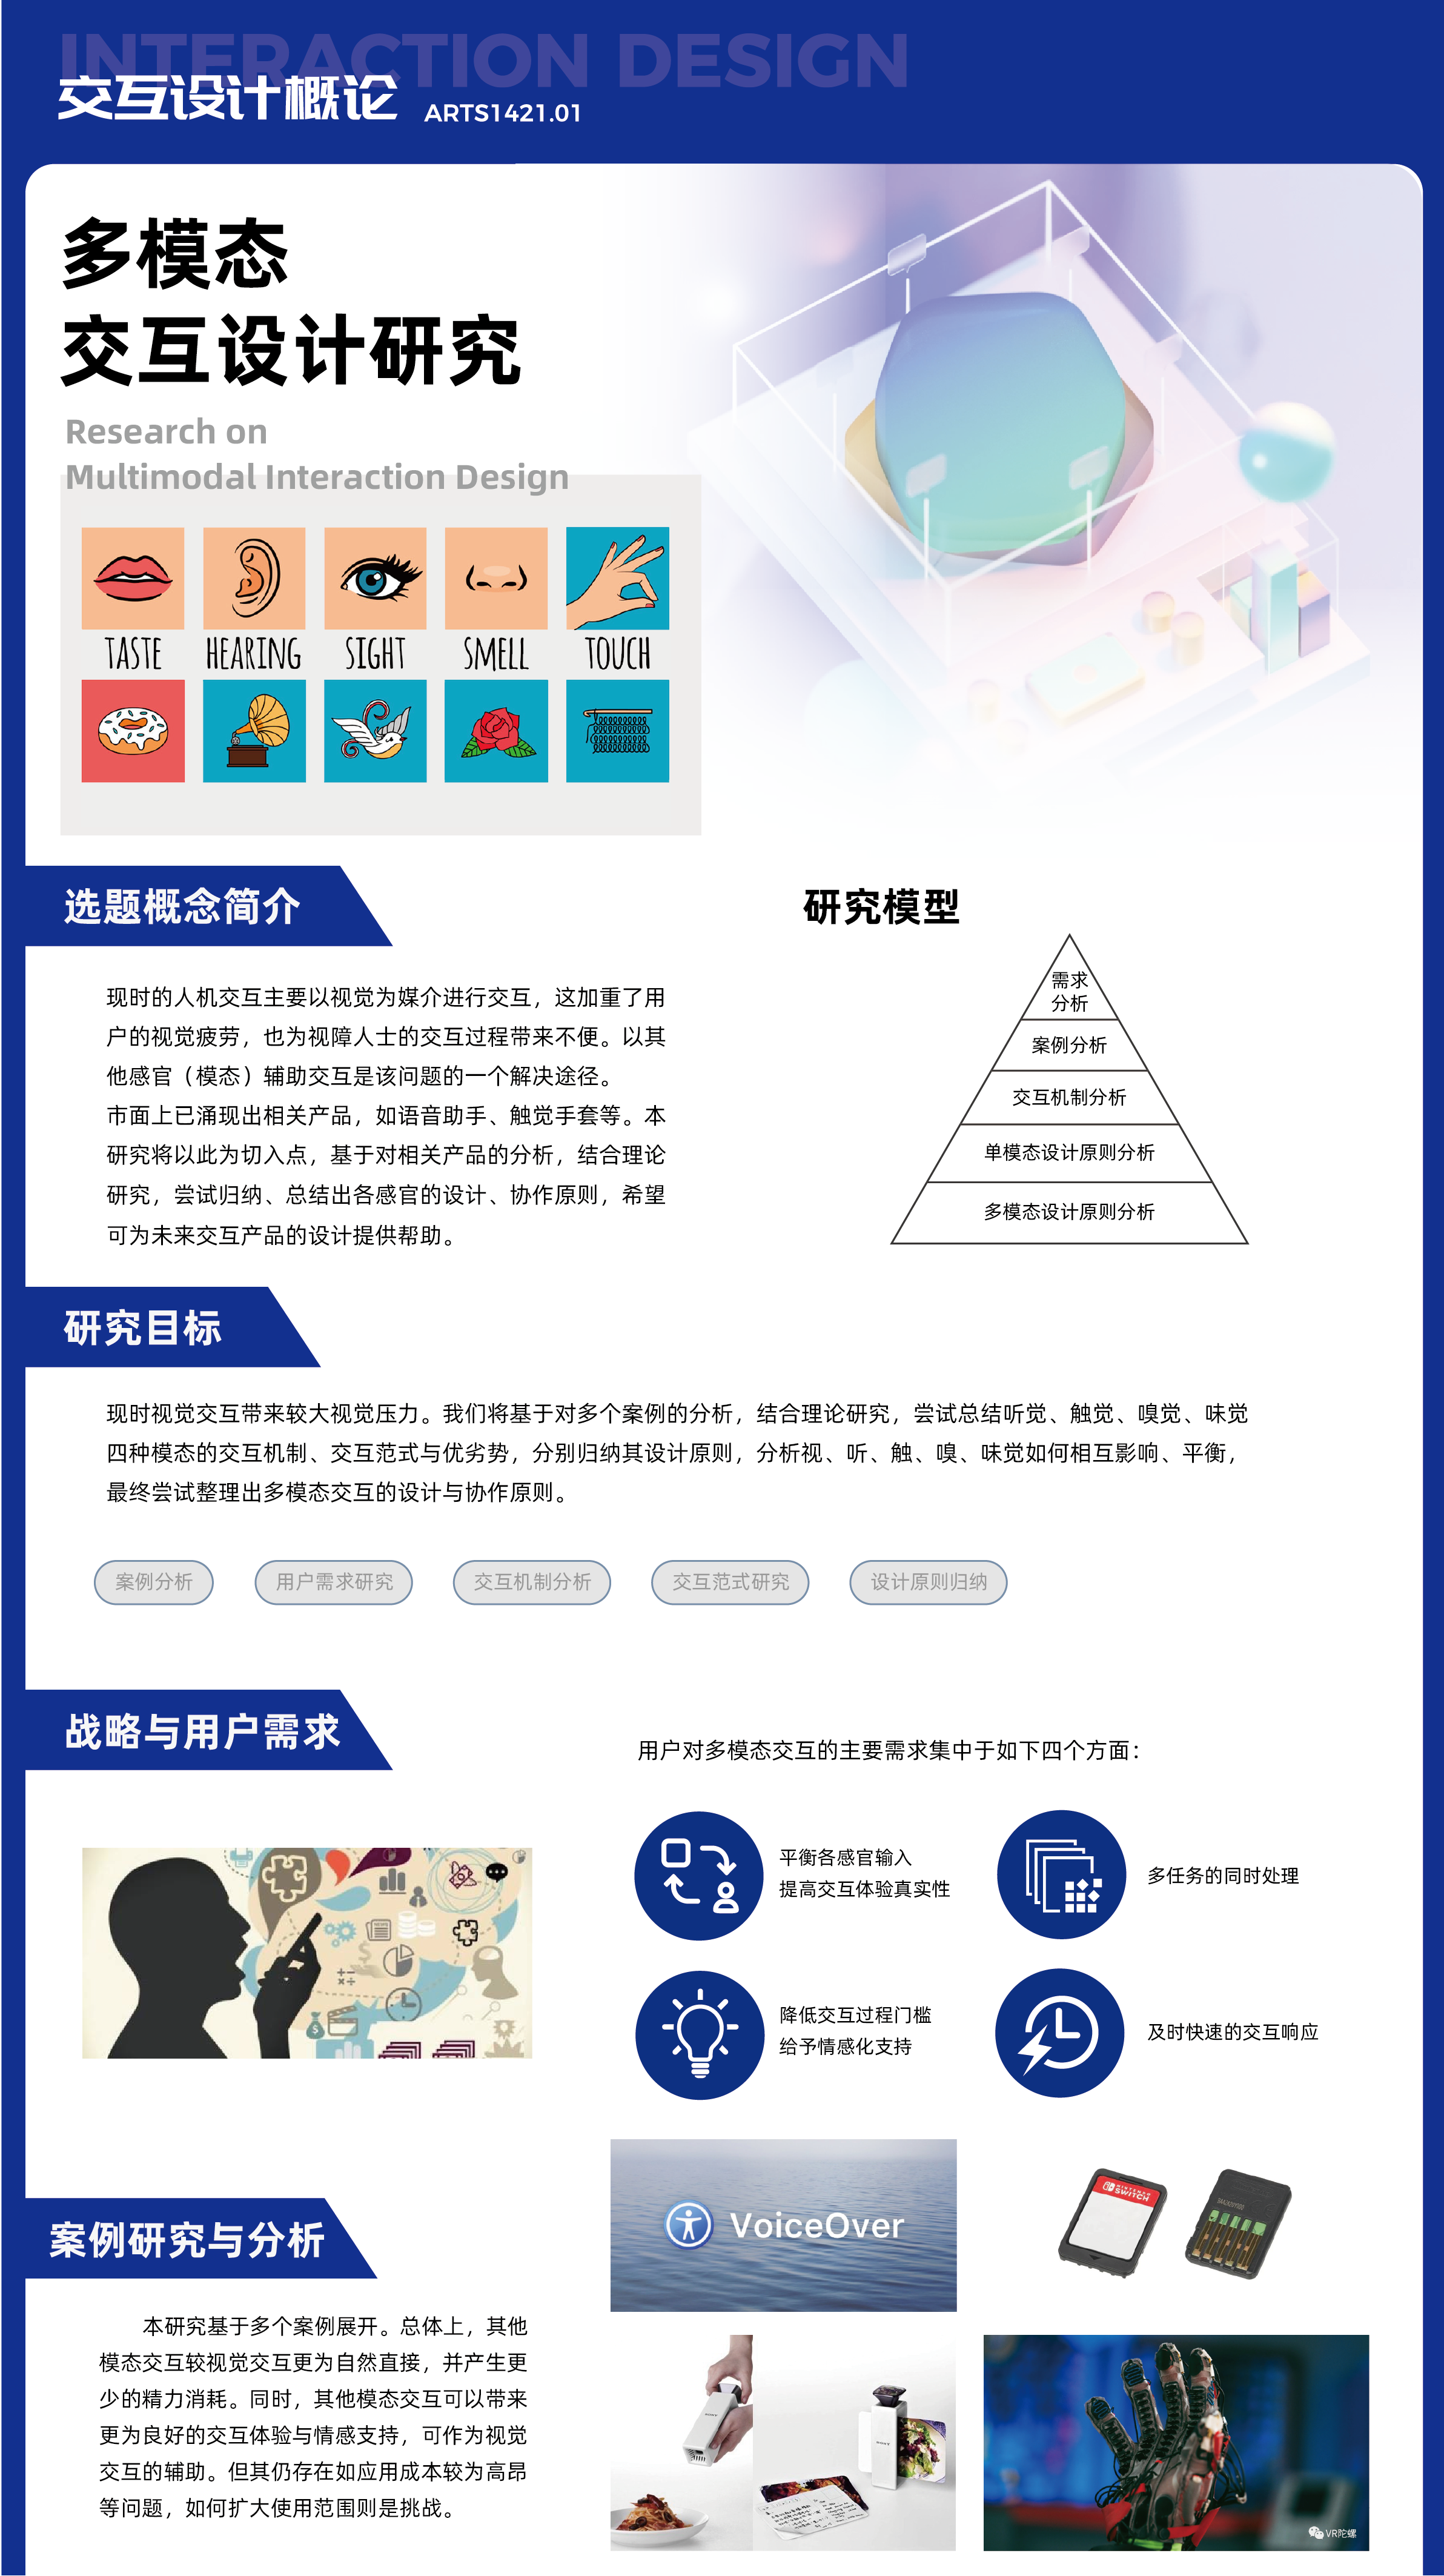 INTERACTION DESIGN
交互设计概论 ARTS1421.01
多模态
交互设计研究
Research on
Multimodal Interaction Design
TASTE HEARING SIGHT SMELL TOUCH
选题概念简介
现时的人机交互主要以视觉为媒介进行交互，这加重了用
户的视觉疲劳，也为视障人士的交互过程带来不便。以其
他感官（模态）辅助交互是该问题的一个解决途径。
市面上已涌现出相关产品，如语音助手、触觉手套等。本
研究将以此为切入点，基于对相关产品的分析，结合理论
研究，尝试归纳、总结出各感官的设计、协作原则，希望
可为未来交互产品的设计提供帮助。
研究模型
需求
分析
案例分析
交互机制分析
单模态设计原则分析
多模态设计原则分析
研究目标
现时视觉交互带来较大视觉压力。我们将基于对多个案例的分析，结合理论研究，尝试总结听觉、触觉、嗅觉、味觉
四种模态的交互机制、交互范式与优劣势，分别归纳其设计原则，分析视、听、触、嗅、味觉如何相互影响、平衡，
最终尝试整理出多模态交互的设计与协作原则。
案例分析 用户需求研究 交互机制分析 交互范式研究 设计原则归纳
战略与用户需求
用户对多模态交互的主要需求集中于如下四个方面：
平衡各感官输入
提高交互体验真实性
多任务的同时处理
降低交互过程门槛
给予情感化支持
及时快速的交互响应
案例研究与分析
本研究基于多个案例展开。总体上，其他
模态交互较视觉交互更为自然直接，并产生更
少的精力消耗。同时，其他模态交互可以带来
更为良好的交互体验与情感支持，可作为视觉
交互的辅助。但其仍存在如应用成本较为高昂
等问题，如何扩大使用范围则是挑战。
VoiceOver
NINTENDO
SWITCH
SONY
VR陀螺